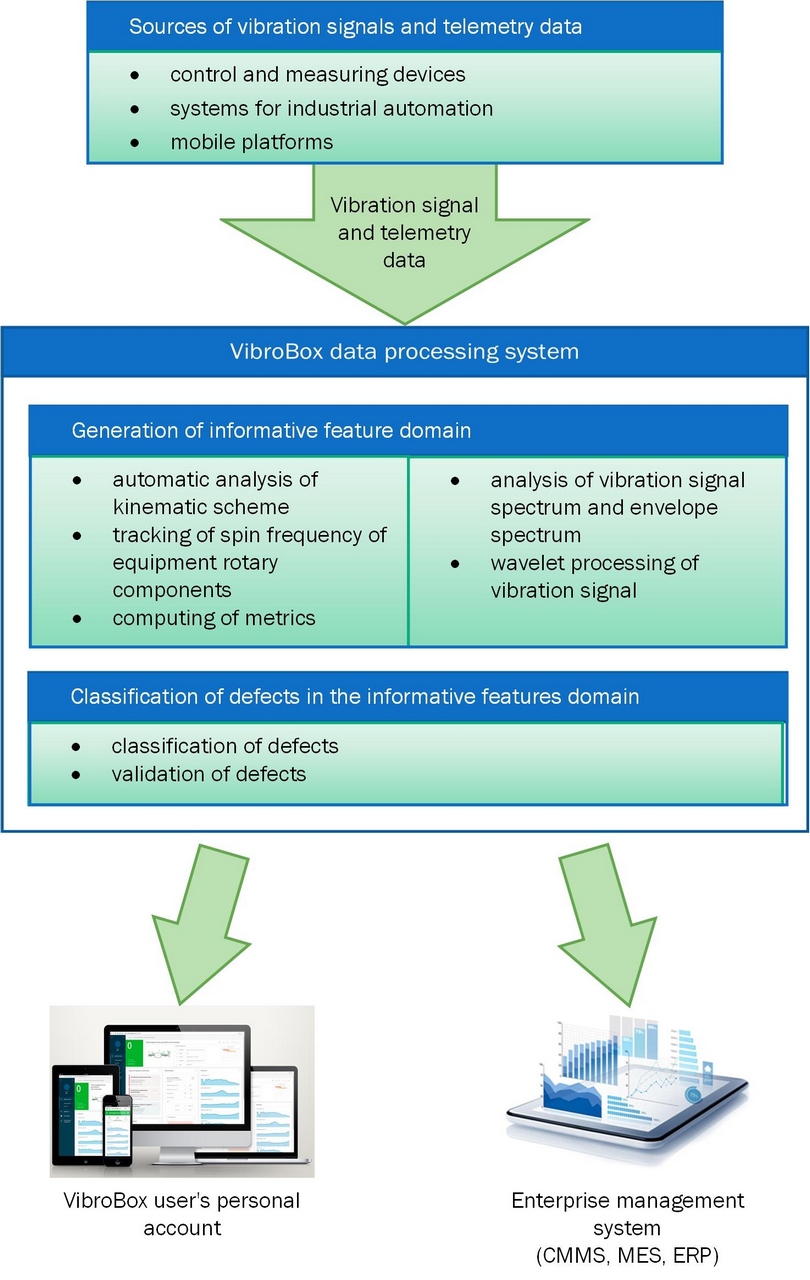 Sources of vibration signals and telemetry data
• control and measuring devices
• systems for industrial automation
• mobile platforms
Vibration signal
and telemetry
data
VibroBox data processing system
Generation of informative feature domain
• automatic analysis of
kinematic scheme
• tracking of spin frequency of
equipment rotary
components
• computing of metrics
• analysis of vibration signal
spectrum and envelope
spectrum
• wavelet processing of
vibration signal
Classification of defects in the informative features domain
• classification of defects
• validation of defects
VibroBox user's personal
account
Enterprise management
system
(CMMS, MES, ERP)